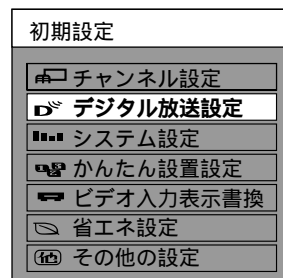 初期設定
チャンネル設定
デジタル放送設定
システム設定
かんたん設置設定
ビデオ入力表示書換
省エネ設定
他 その他の設定